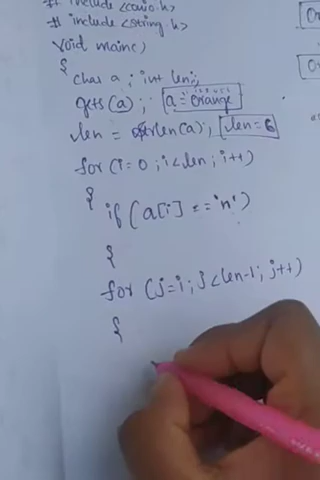 # include <conio.h>
# include <string.h>
void main()
{
char a ; int len;
gets (a) ; a = orange
len = strlen(a) ; len = 6
for (i=0 ; i<len ; i++)
{
if (a[i] == 'n')
{
for (j=i ; j<len-1 ; j++)
{